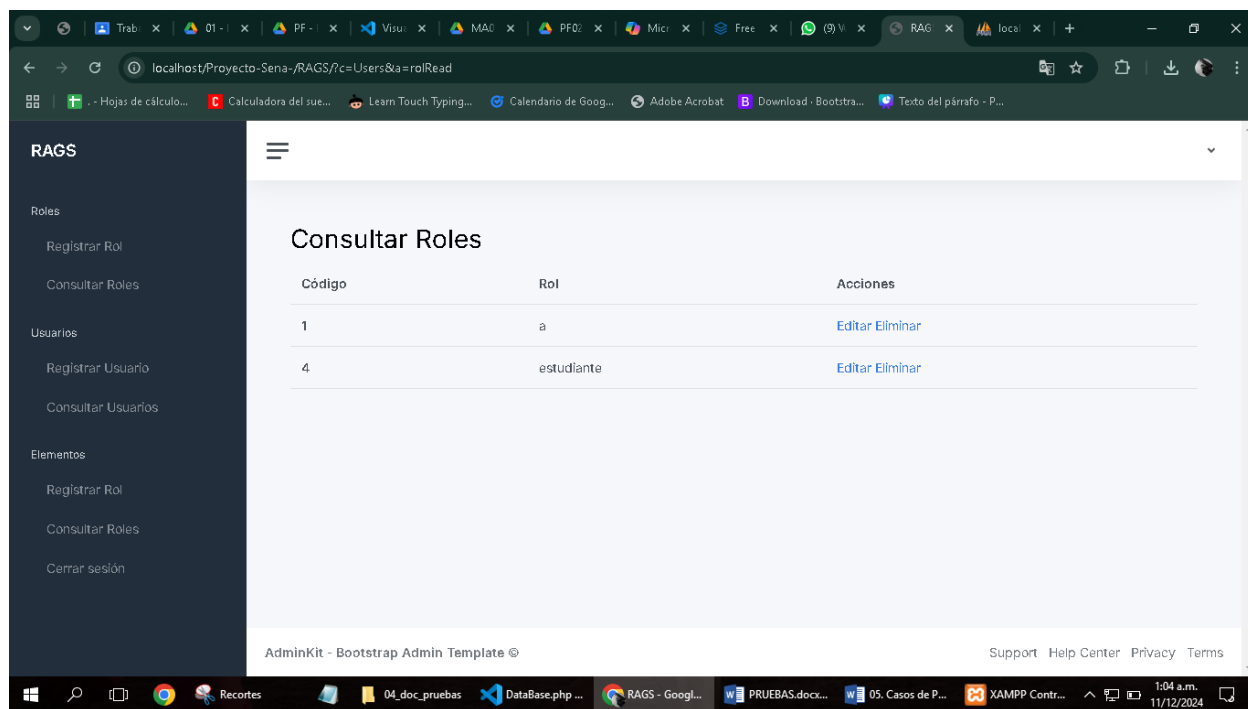 Trab 01 - I PF - I Visu MA0 PF02 Micr Free (9) W RAG local
localhost/Proyecto-Sena-/RAGS/?c=Users&a=rolRead
. - Hojas de cálculo... Calculadora del sue... Learn Touch Typing... Calendario de Goog... Adobe Acrobat Download · Bootstra... Texto del párrafo - P...
RAGS
Roles
Registrar Rol
Consultar Roles
Usuarios
Registrar Usuario
Consultar Usuarios
Elementos
Registrar Rol
Consultar Roles
Cerrar sesión
Consultar Roles
Código Rol Acciones
1 a Editar Eliminar
4 estudiante Editar Eliminar
AdminKit - Bootstrap Admin Template © Support Help Center Privacy Terms
Recortes 04_doc_pruebas DataBase.php ... RAGS - Googl... PRUEBAS.docx... 05. Casos de P... XAMPP Contr... 1:04 a.m.
11/12/2024